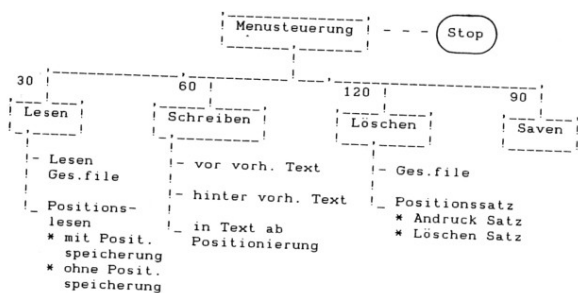 Menusteuerung - - - Stop
30 60 120 90
Lesen Schreiben Löschen Saven
- Lesen
Ges.file
_ Positions-
lesen
* mit Posit.
speicherung
* ohne Posit.
speicherung
- vor vorh. Text
- hinter vorh. Text
_ in Text ab
Positionierung
- Ges.file
_ Positionssatz
* Andruck Satz
* Löschen Satz